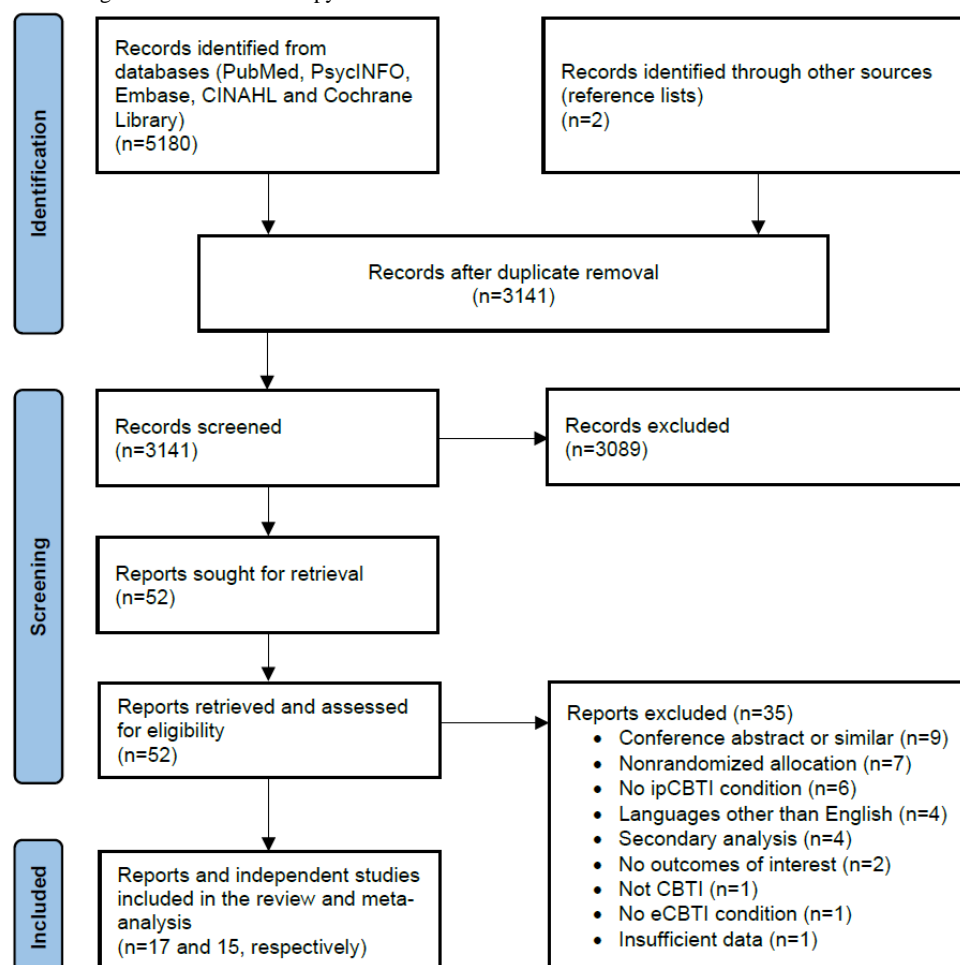 Identification
Records identified from
databases (PubMed, PsycINFO,
Embase, CINAHL and Cochrane
Library)
(n=5180)
Records identified through other sources
(reference lists)
(n=2)
Records after duplicate removal
(n=3141)
Screening
Records screened
(n=3141)
Records excluded
(n=3089)
Reports sought for retrieval
(n=52)
Reports retrieved and assessed
for eligibility
(n=52)
Reports excluded (n=35)
• Conference abstract or similar (n=9)
• Nonrandomized allocation (n=7)
• No ipCBTI condition (n=6)
• Languages other than English (n=4)
• Secondary analysis (n=4)
• No outcomes of interest (n=2)
• Not CBTI (n=1)
• No eCBTI condition (n=1)
• Insufficient data (n=1)
Included
Reports and independent studies
included in the review and meta-
analysis
(n=17 and 15, respectively)